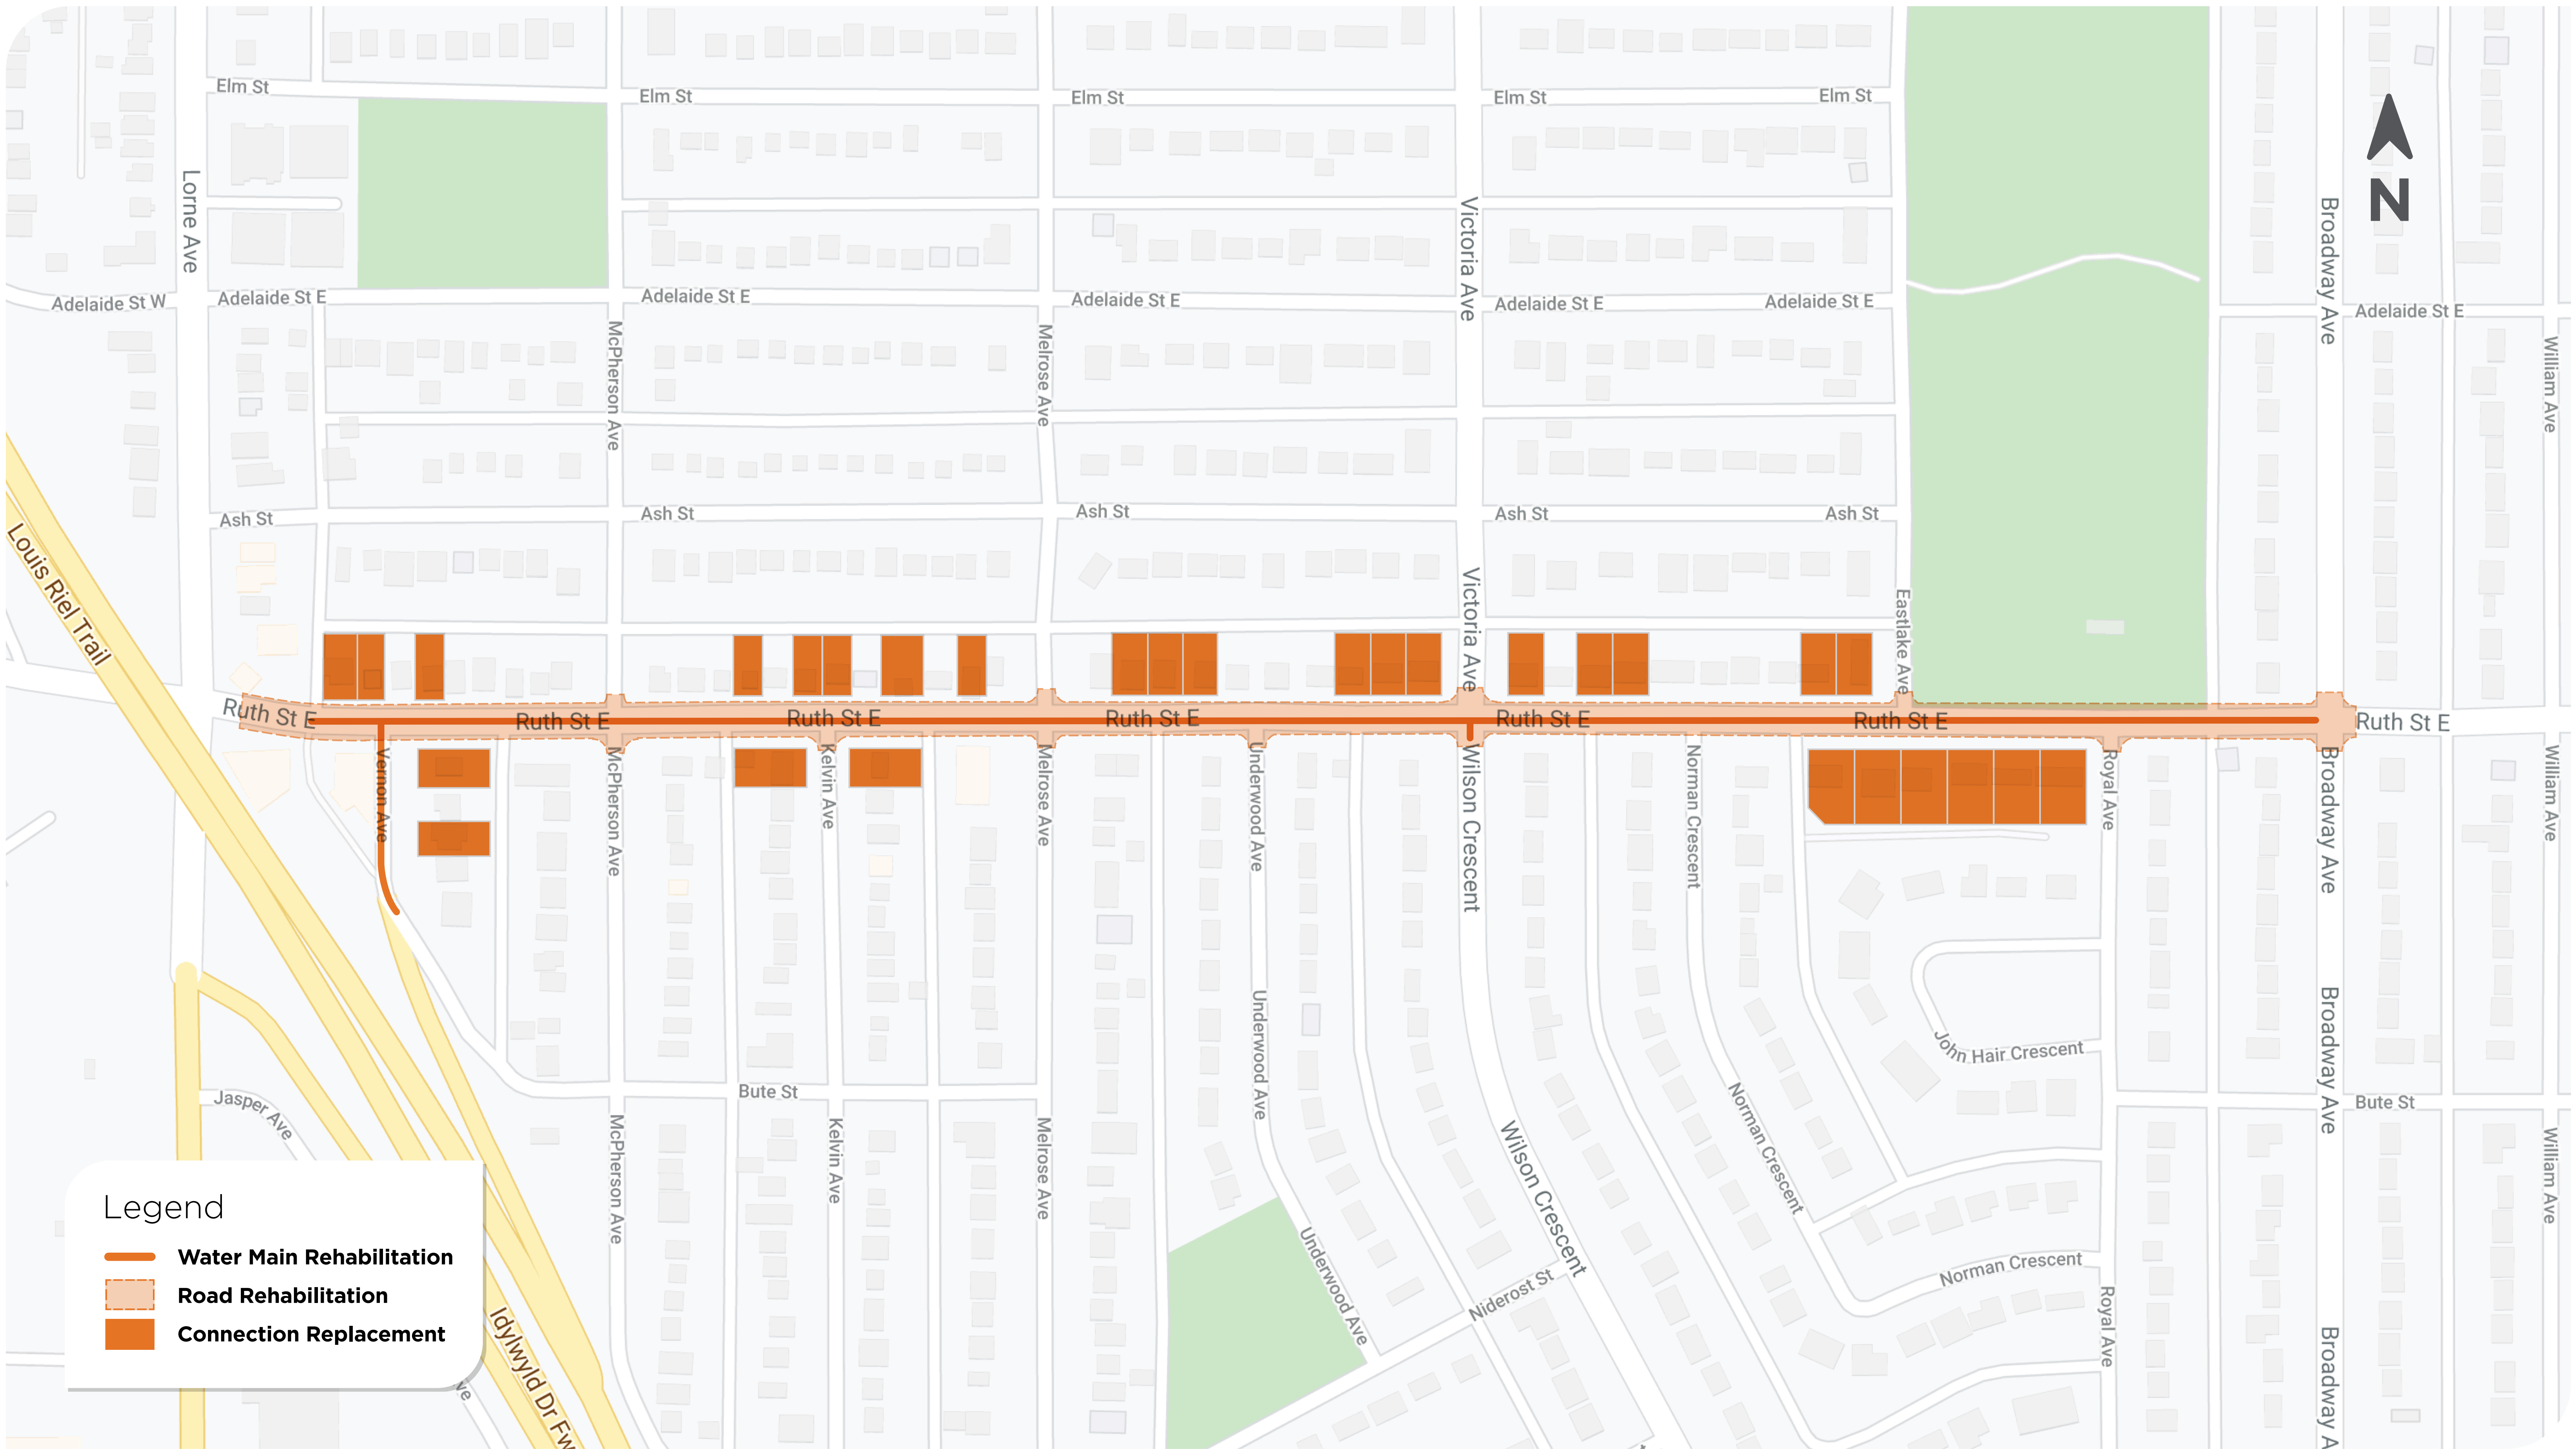 Elm St
Elm St
Elm St
Elm St
Elm St
N
Lorne Ave
Victoria Ave
Broadway Ave
Adelaide St W
Adelaide St E
Adelaide St E
Adelaide St E
Adelaide St E
Adelaide St E
Adelaide St E
McPherson Ave
Melrose Ave
William Ave
Ash St
Ash St
Ash St
Ash St
Ash St
Louis Riel Trail
Victoria Ave
Eastlake Ave
Ruth St E
Ruth St E
Ruth St E
Ruth St E
Ruth St E
Ruth St E
Ruth St E
Vernon Ave
McPherson Ave
Kelvin Ave
Melrose Ave
Underwood Ave
Wilson Crescent
Norman Crescent
Royal Ave
Broadway Ave
William Ave
Underwood Ave
Broadway Ave
John Hair Crescent
Jasper Ave
Bute St
Bute St
McPherson Ave
Kelvin Ave
Melrose Ave
Wilson Crescent
Norman Crescent
William Ave
Underwood Ave
Niderost St
Norman Crescent
Royal Ave
Broadway A
Idylwyld Dr Fw
ve
Legend
Water Main Rehabilitation
Road Rehabilitation
Connection Replacement